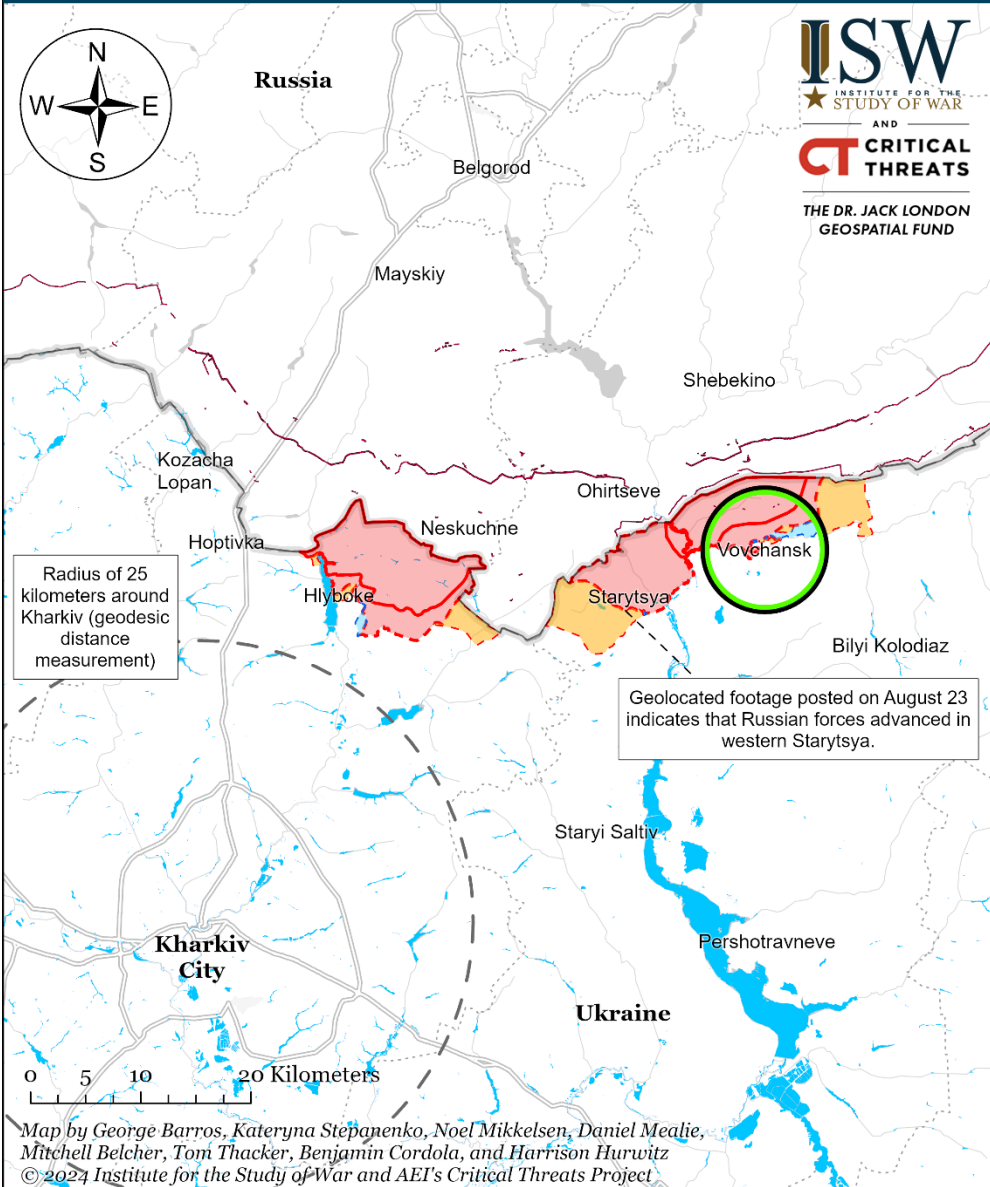 N
W
E
S
Russia
ISW
INSTITUTE FOR THE
STUDY OF WAR
AND
CT CRITICAL
THREATS
THE DR. JACK LONDON
GEOSPATIAL FUND
Belgorod
Mayskiy
Shebekino
Kozacha
Lopan
Ohirtseve
Neskuchne
Hoptivka
Vovchansk
Radius of 25
kilometers around
Kharkiv (geodesic
distance
measurement)
Hlyboke
Starytsya
Bilyi Kolodiaz
Geolocated footage posted on August 23
indicates that Russian forces advanced in
western Starytsya.
Staryi Saltiv
Kharkiv
City
Pershotravneve
Ukraine
0 5 10 20 Kilometers
Map by George Barros, Kateryna Stepanenko, Noel Mikkelsen, Daniel Mealie,
Mitchell Belcher, Tom Thacker, Benjamin Cordola, and Harrison Hurwitz
© 2024 Institute for the Study of War and AEI's Critical Threats Project